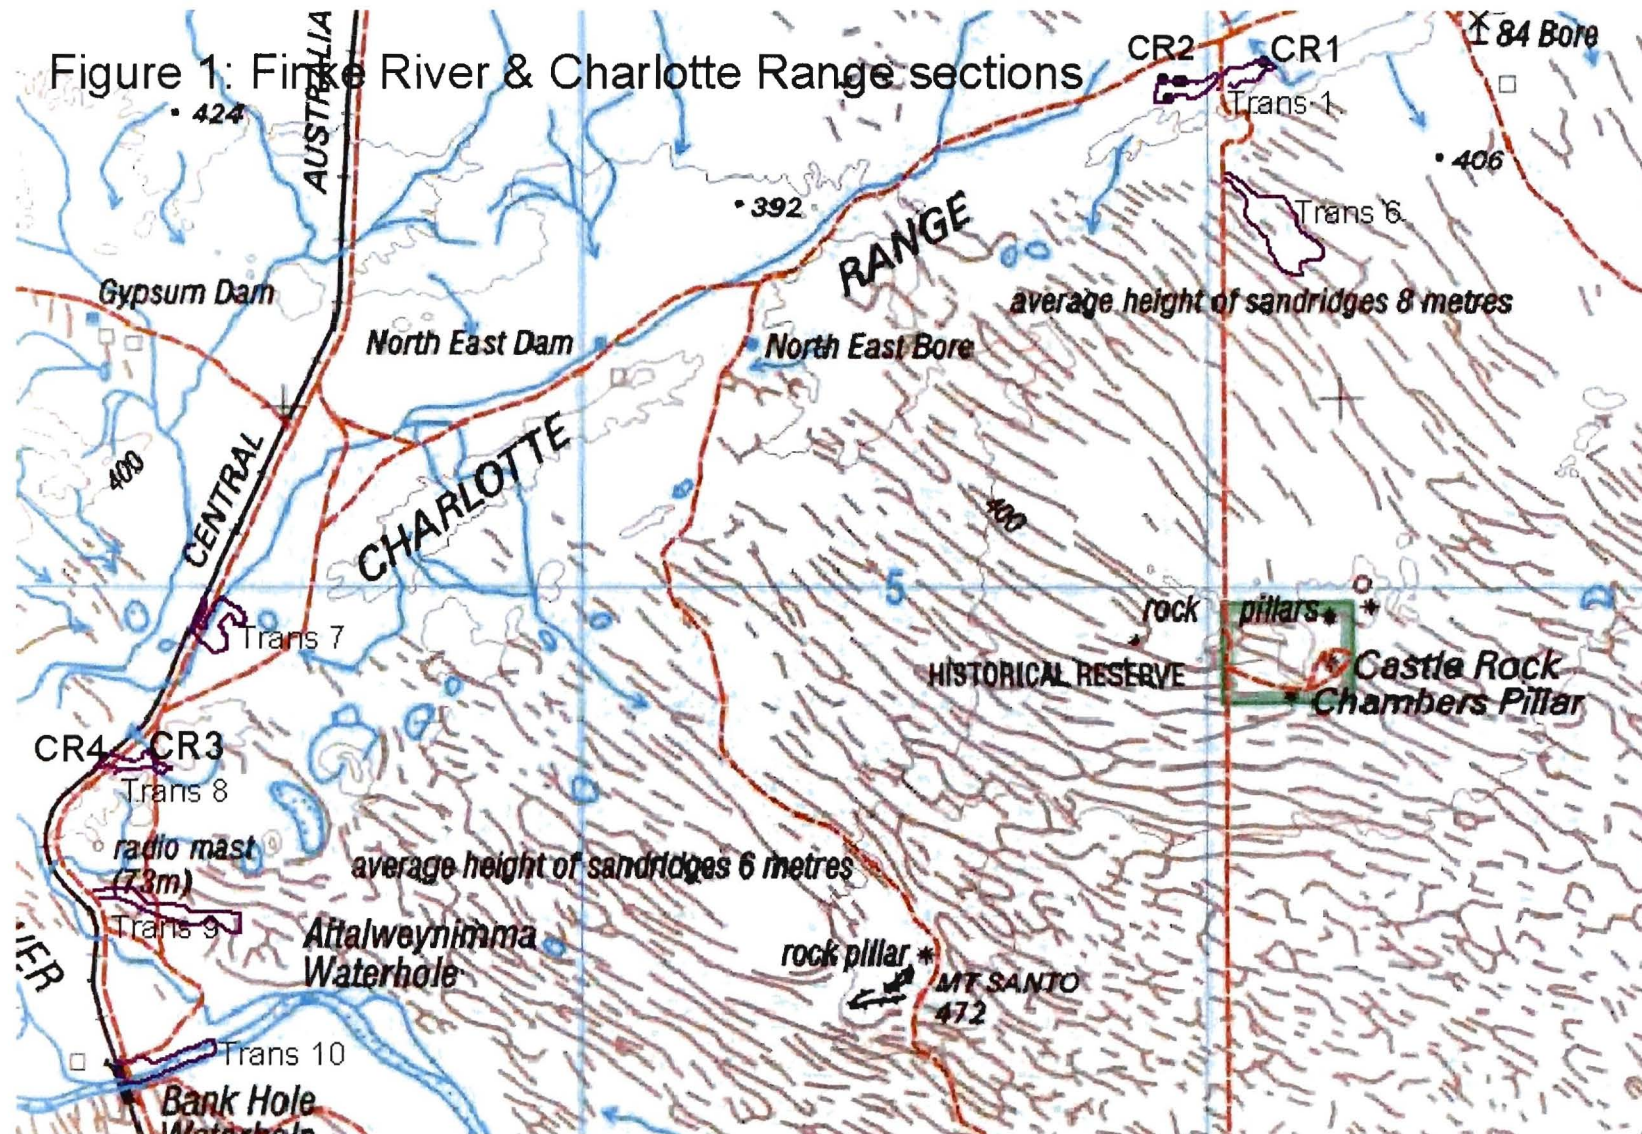 84 Bore
AUSTRALIA
CR2
CR1
Figure 1: Finke River & Charlotte Range sections
Trans 1
424
406
392
Trans 6
RANGE
Gypsum Dam
average height of sandridges 8 metres
North East Dam
North East Bore
400
CENTRAL
CHARLOTTE
400
5
rock pillars
Trans 7
Castle Rock
HISTORICAL RESERVE
Chambers Pillar
CR4
CR3
Trans 8
radio mast
(73m)
average height of sandridges 6 metres
Trans 9
Aitalweynimma
Waterhole
rock pillar
MT SANTO
472
Trans 10
Bank Hole
Waterhole